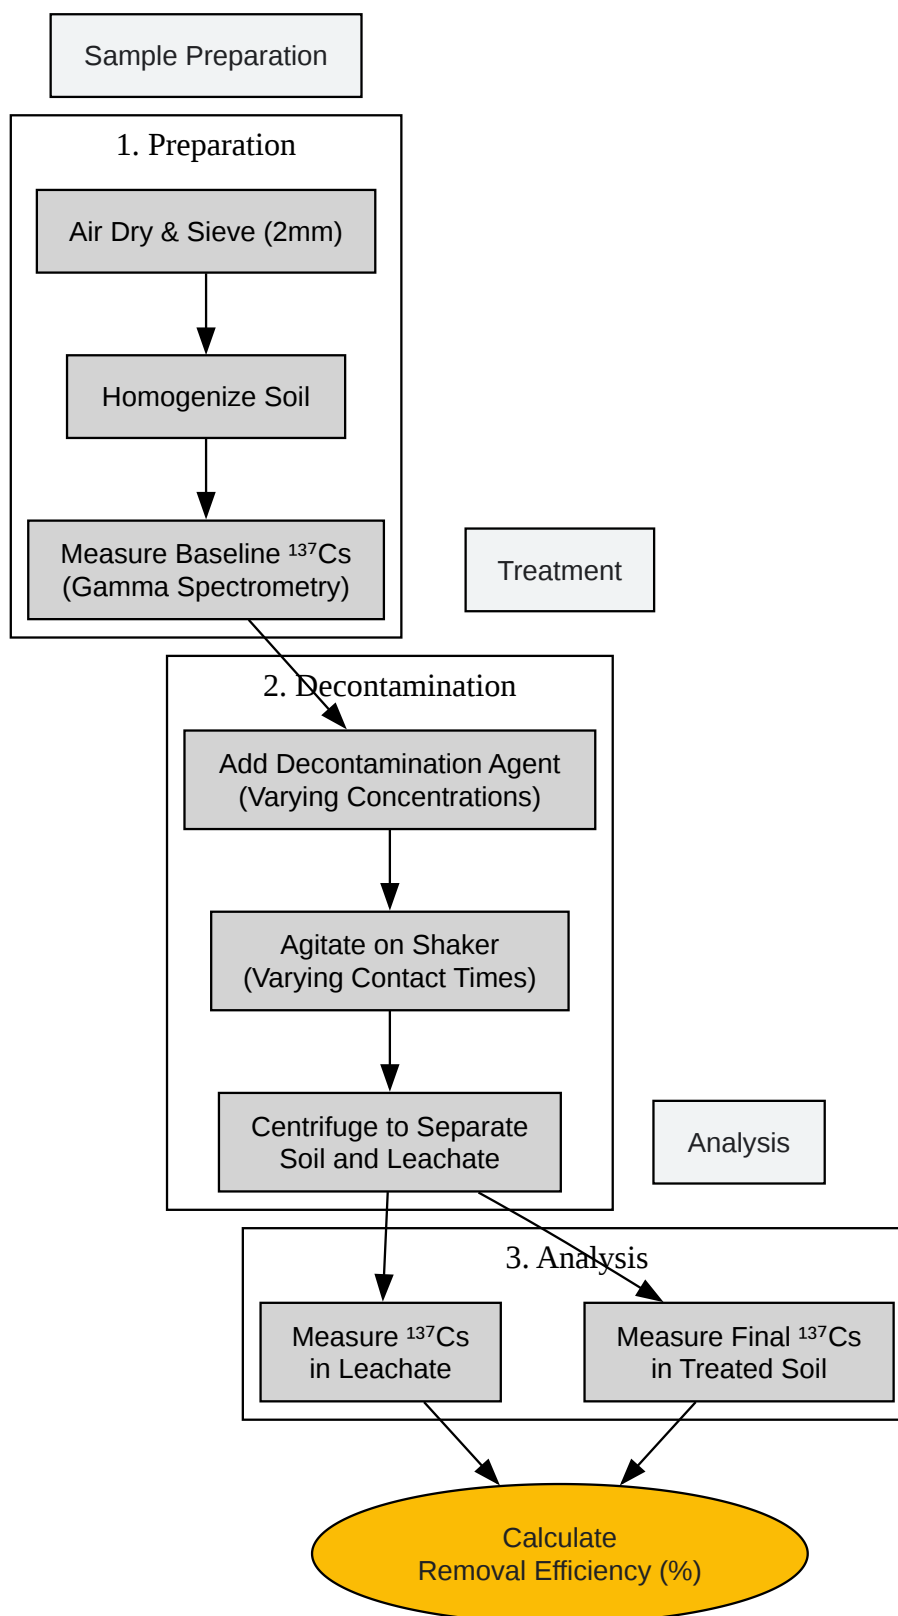 Sample Preparation
1. Preparation
Air Dry & Sieve (2mm)
Homogenize Soil
Measure Baseline ¹³⁷Cs
(Gamma Spectrometry)
Treatment
2. Decontamination
Add Decontamination Agent
(Varying Concentrations)
Agitate on Shaker
(Varying Contact Times)
Centrifuge to Separate
Soil and Leachate
Analysis
3. Analysis
Measure ¹³⁷Cs
in Leachate
Measure Final ¹³⁷Cs
in Treated Soil
Calculate
Removal Efficiency (%)